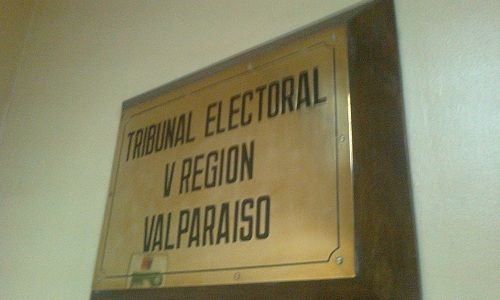 TRIBUNAL ELECTORAL
V REGION
VALPARAISO